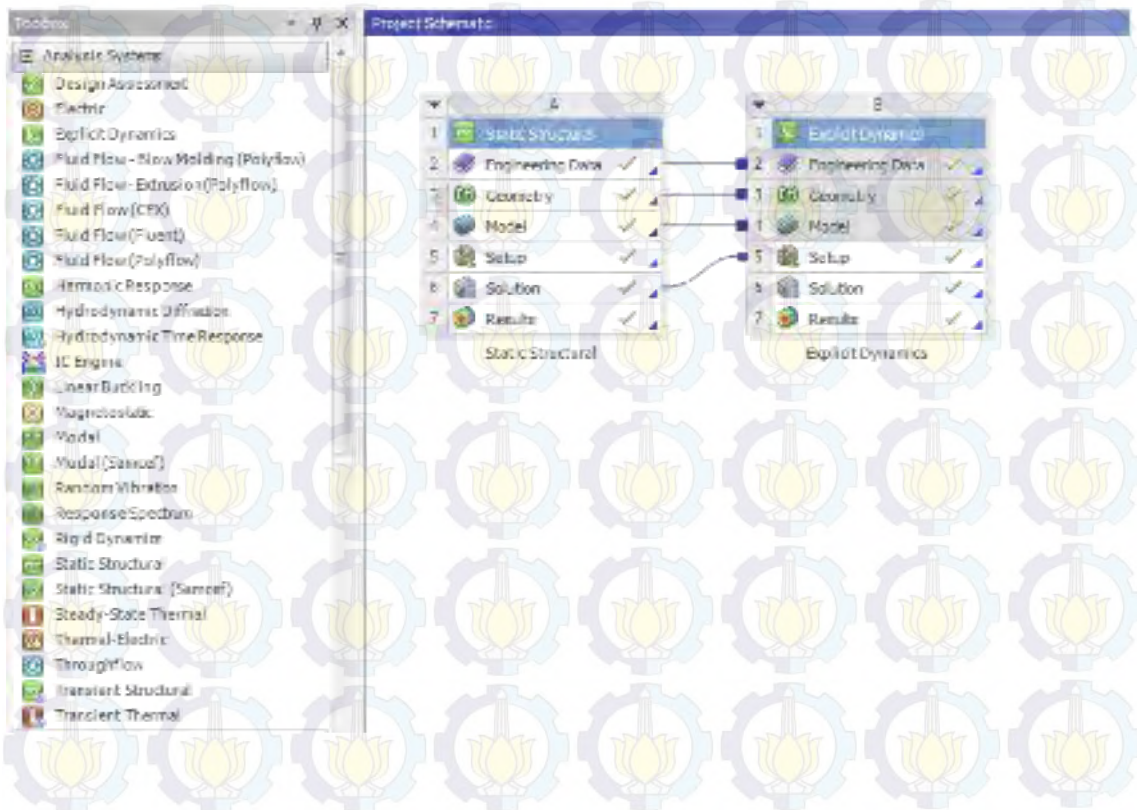 Toolbox
Analysis Systems
Design Assessment
Electric
Explicit Dynamics
Fluid Flow - Blow Molding (Polyflow)
Fluid Flow - Extrusion (Polyflow)
Fluid Flow (CFX)
Fluid Flow (Fluent)
Fluid Flow (Polyflow)
Harmonic Response
Hydrodynamic Diffraction
Hydrodynamic Time Response
IC Engine
Linear Buckling
Magnetostatic
Modal
Modal (Samcef)
Random Vibration
Response Spectrum
Rigid Dynamics
Static Structural
Static Structural (Samcef)
Steady-State Thermal
Thermal-Electric
Throughflow
Transient Structural
Transient Thermal
Project Schematic
A
1 Static Structural
2 Engineering Data
3 Geometry
4 Model
5 Setup
6 Solution
7 Results
Static Structural
B
1 Explicit Dynamics
2 Engineering Data
3 Geometry
4 Model
5 Setup
6 Solution
7 Results
Explicit Dynamics